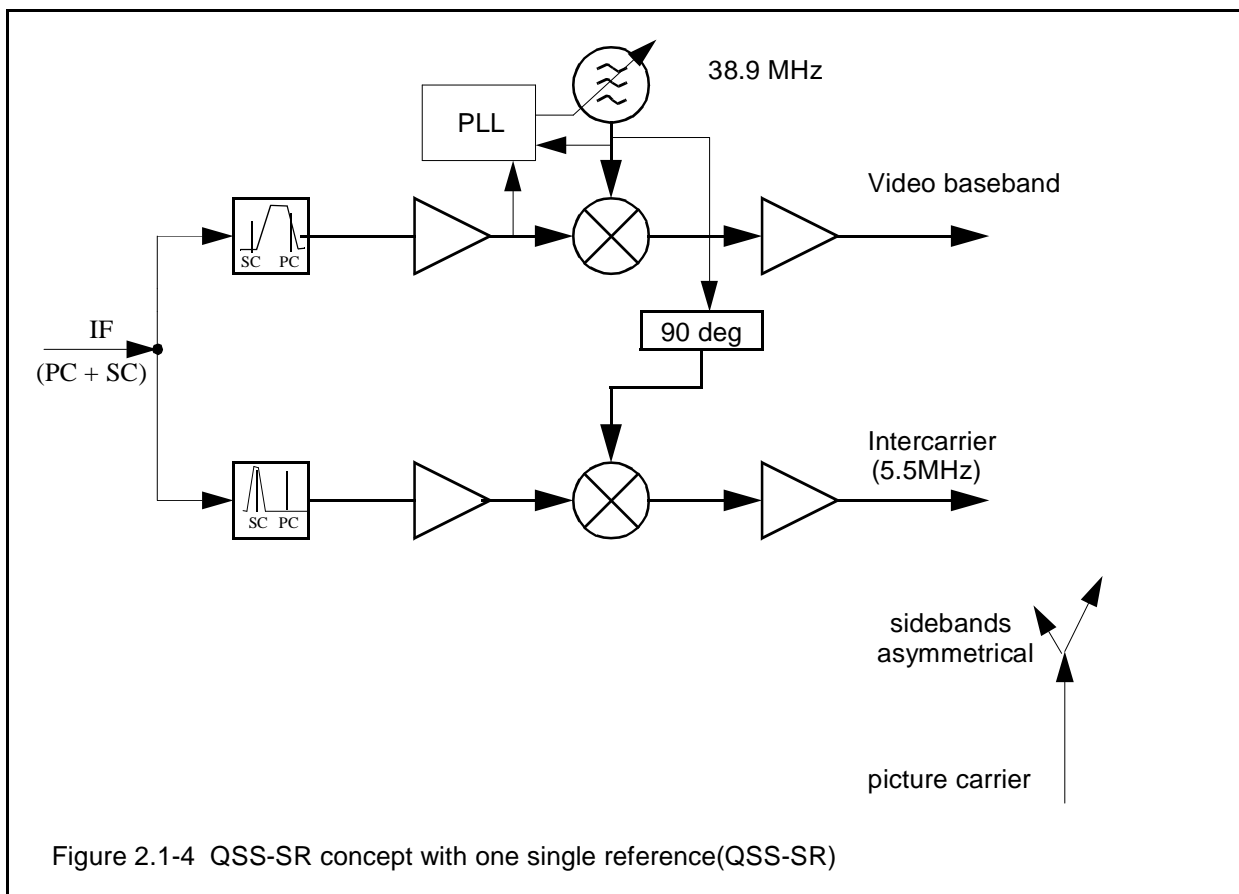 38.9 MHz
PLL
Video baseband
SC PC
90 deg
IF
(PC + SC)
Intercarrier
(5.5MHz)
SC PC
sidebands
asymmetrical
picture carrier
Figure 2.1-4 QSS-SR concept with one single reference(QSS-SR)